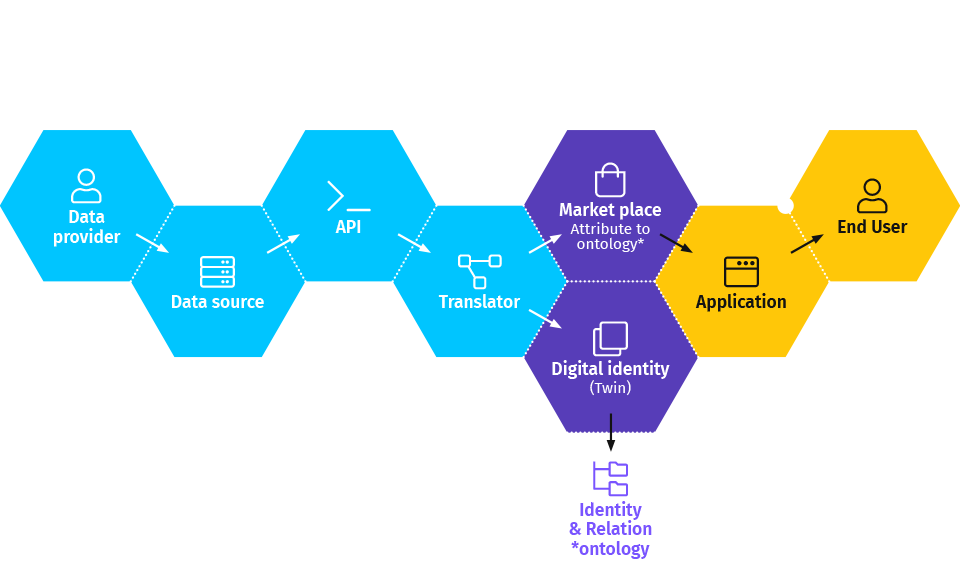 Data
provider
Data source
API
Translator
Market place
Attribute to
ontology*
Digital identity
(Twin)
Application
End User
Identity
& Relation
*ontology